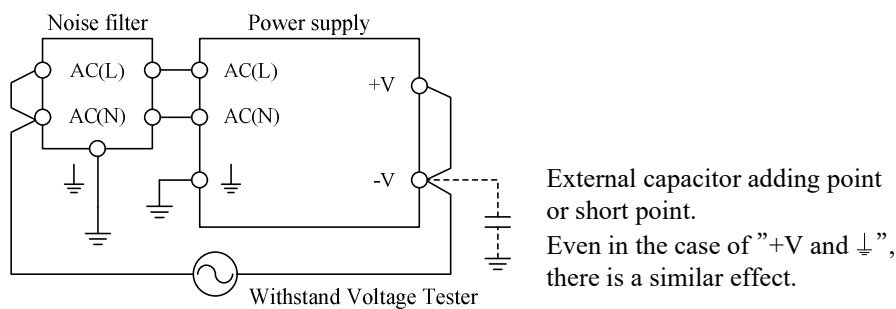 Noise filter
Power supply
AC(L)
AC(L)
+V
AC(N)
AC(N)
-V
External capacitor adding point
or short point.
Even in the case of ”+V and ⏚”,
there is a similar effect.
Withstand Voltage Tester